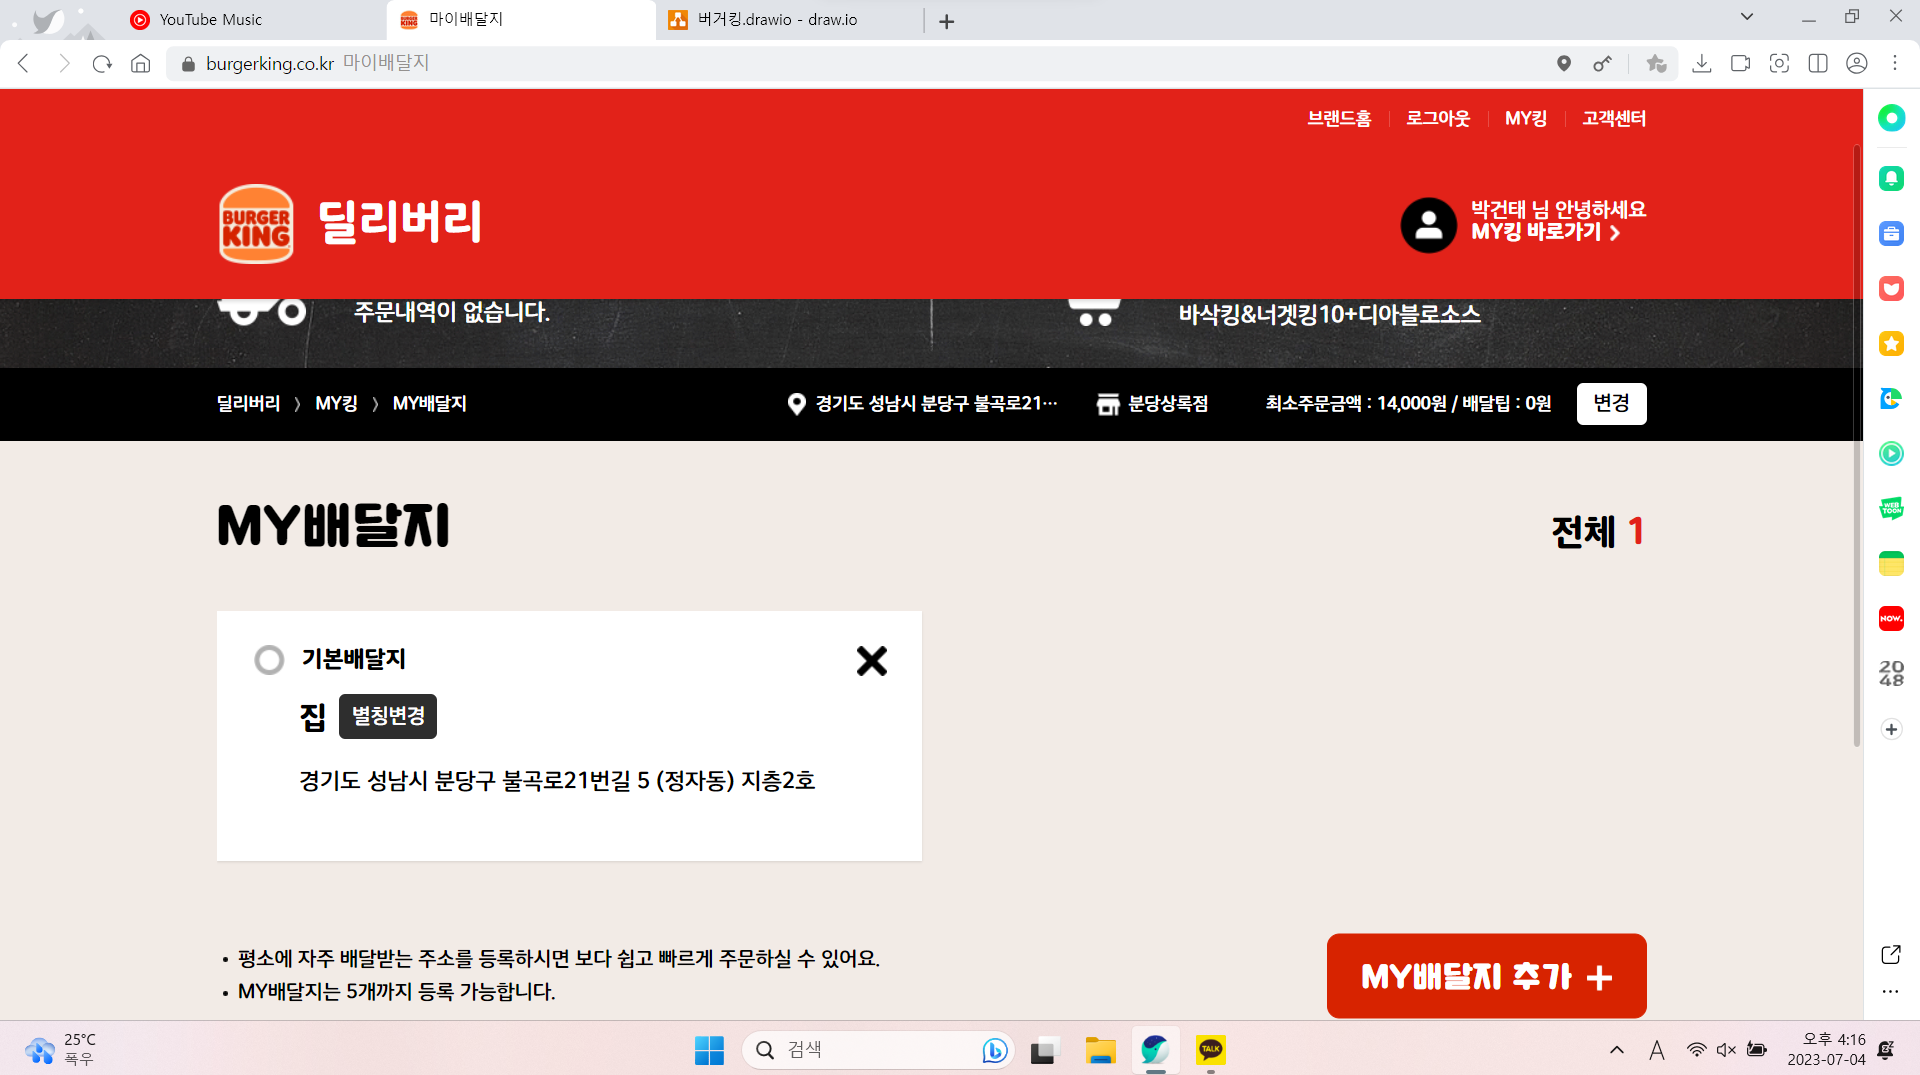 YouTube Music
마이배달지
버거킹.drawio - draw.io
burgerking.co.kr 마이배달지
브랜드홈
로그아웃
MY킹
고객센터
BURGER KING
딜리버리
박건태 님 안녕하세요
MY킹 바로가기
주문내역이 없습니다.
바삭킹&너겟킹10+디아블로소스
딜리버리 > MY킹 > MY배달지
경기도 성남시 분당구 불곡로21···
분당상록점
최소주문금액 : 14,000원 / 배달팁 : 0원
변경
MY배달지
전체 1
기본배달지
집
별칭변경
경기도 성남시 분당구 불곡로21번길 5 (정자동) 지층2호
• 평소에 자주 배달받는 주소를 등록하시면 보다 쉽고 빠르게 주문하실 수 있어요.
• MY배달지는 5개까지 등록 가능합니다.
MY배달지 추가 +
WEB
TOON
NOW.
20
48
25°C
폭우
검색
TALK
A
오후 4:16
2023-07-04